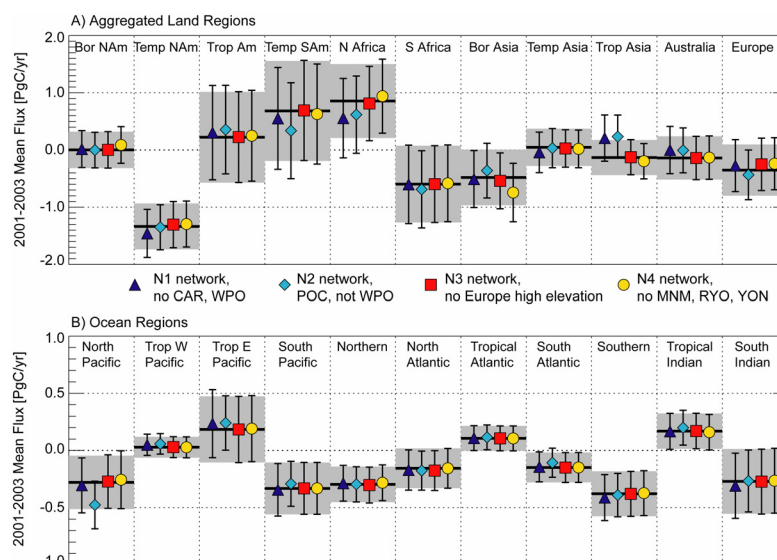 A) Aggregated Land Regions
2001-2003 Mean Flux [PgC/yr]
2.0
1.0
0.0
-1.0
-2.0
Bor NAm Temp NAm Trop Am Temp SAm N Africa S Africa Bor Asia Temp Asia Trop Asia Australia Europe
N1 network, no CAR, WPO
N2 network, POC, not WPO
N3 network, no Europe high elevation
N4 network, no MNM, RYO, YON
B) Ocean Regions
2001-2003 Mean Flux [PgC/yr]
1.0
0.5
0.0
-0.5
-1.0
North Pacific
Trop W Pacific
Trop E Pacific
South Pacific
Northern
North Atlantic
Tropical Atlantic
South Atlantic
Southern
Tropical Indian
South Indian